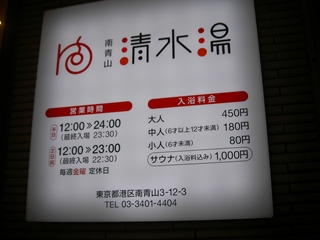 南青山
清水湯
営業時間
平日 12:00≫24:00
(最終入場 23:30)
土日祝 12:00≫23:00
(最終入場 22:30)
毎週金曜 定休日
入浴料金
大人 450円
中人(6才以上12才未満) 180円
小人(6才未満) 80円
サウナ(入浴料込み) 1,000円
東京都港区南青山3-12-3
TEL 03-3401-4404